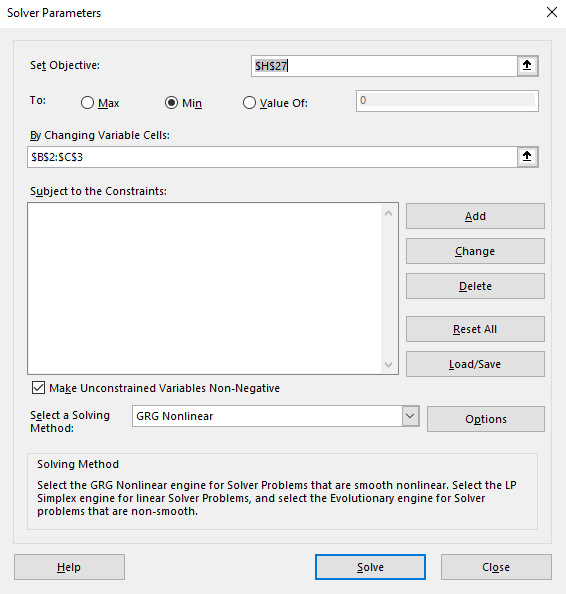 Solver Parameters
Set Objective:
$H$27
To:
Max
Min
Value Of:
0
By Changing Variable Cells:
$B$2:$C$3
Subject to the Constraints:
Add
Change
Delete
Reset All
Load/Save
Make Unconstrained Variables Non-Negative
Select a Solving
Method:
GRG Nonlinear
Options
Solving Method
Select the GRG Nonlinear engine for Solver Problems that are smooth nonlinear. Select the LP
Simplex engine for linear Solver Problems, and select the Evolutionary engine for Solver
problems that are non-smooth.
Help
Solve
Close